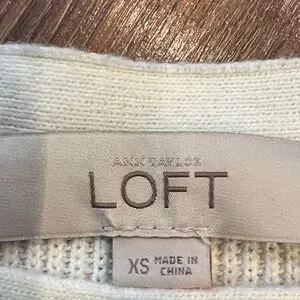 ANN TAYLOR
LOFT
XS MADE IN
CHINA